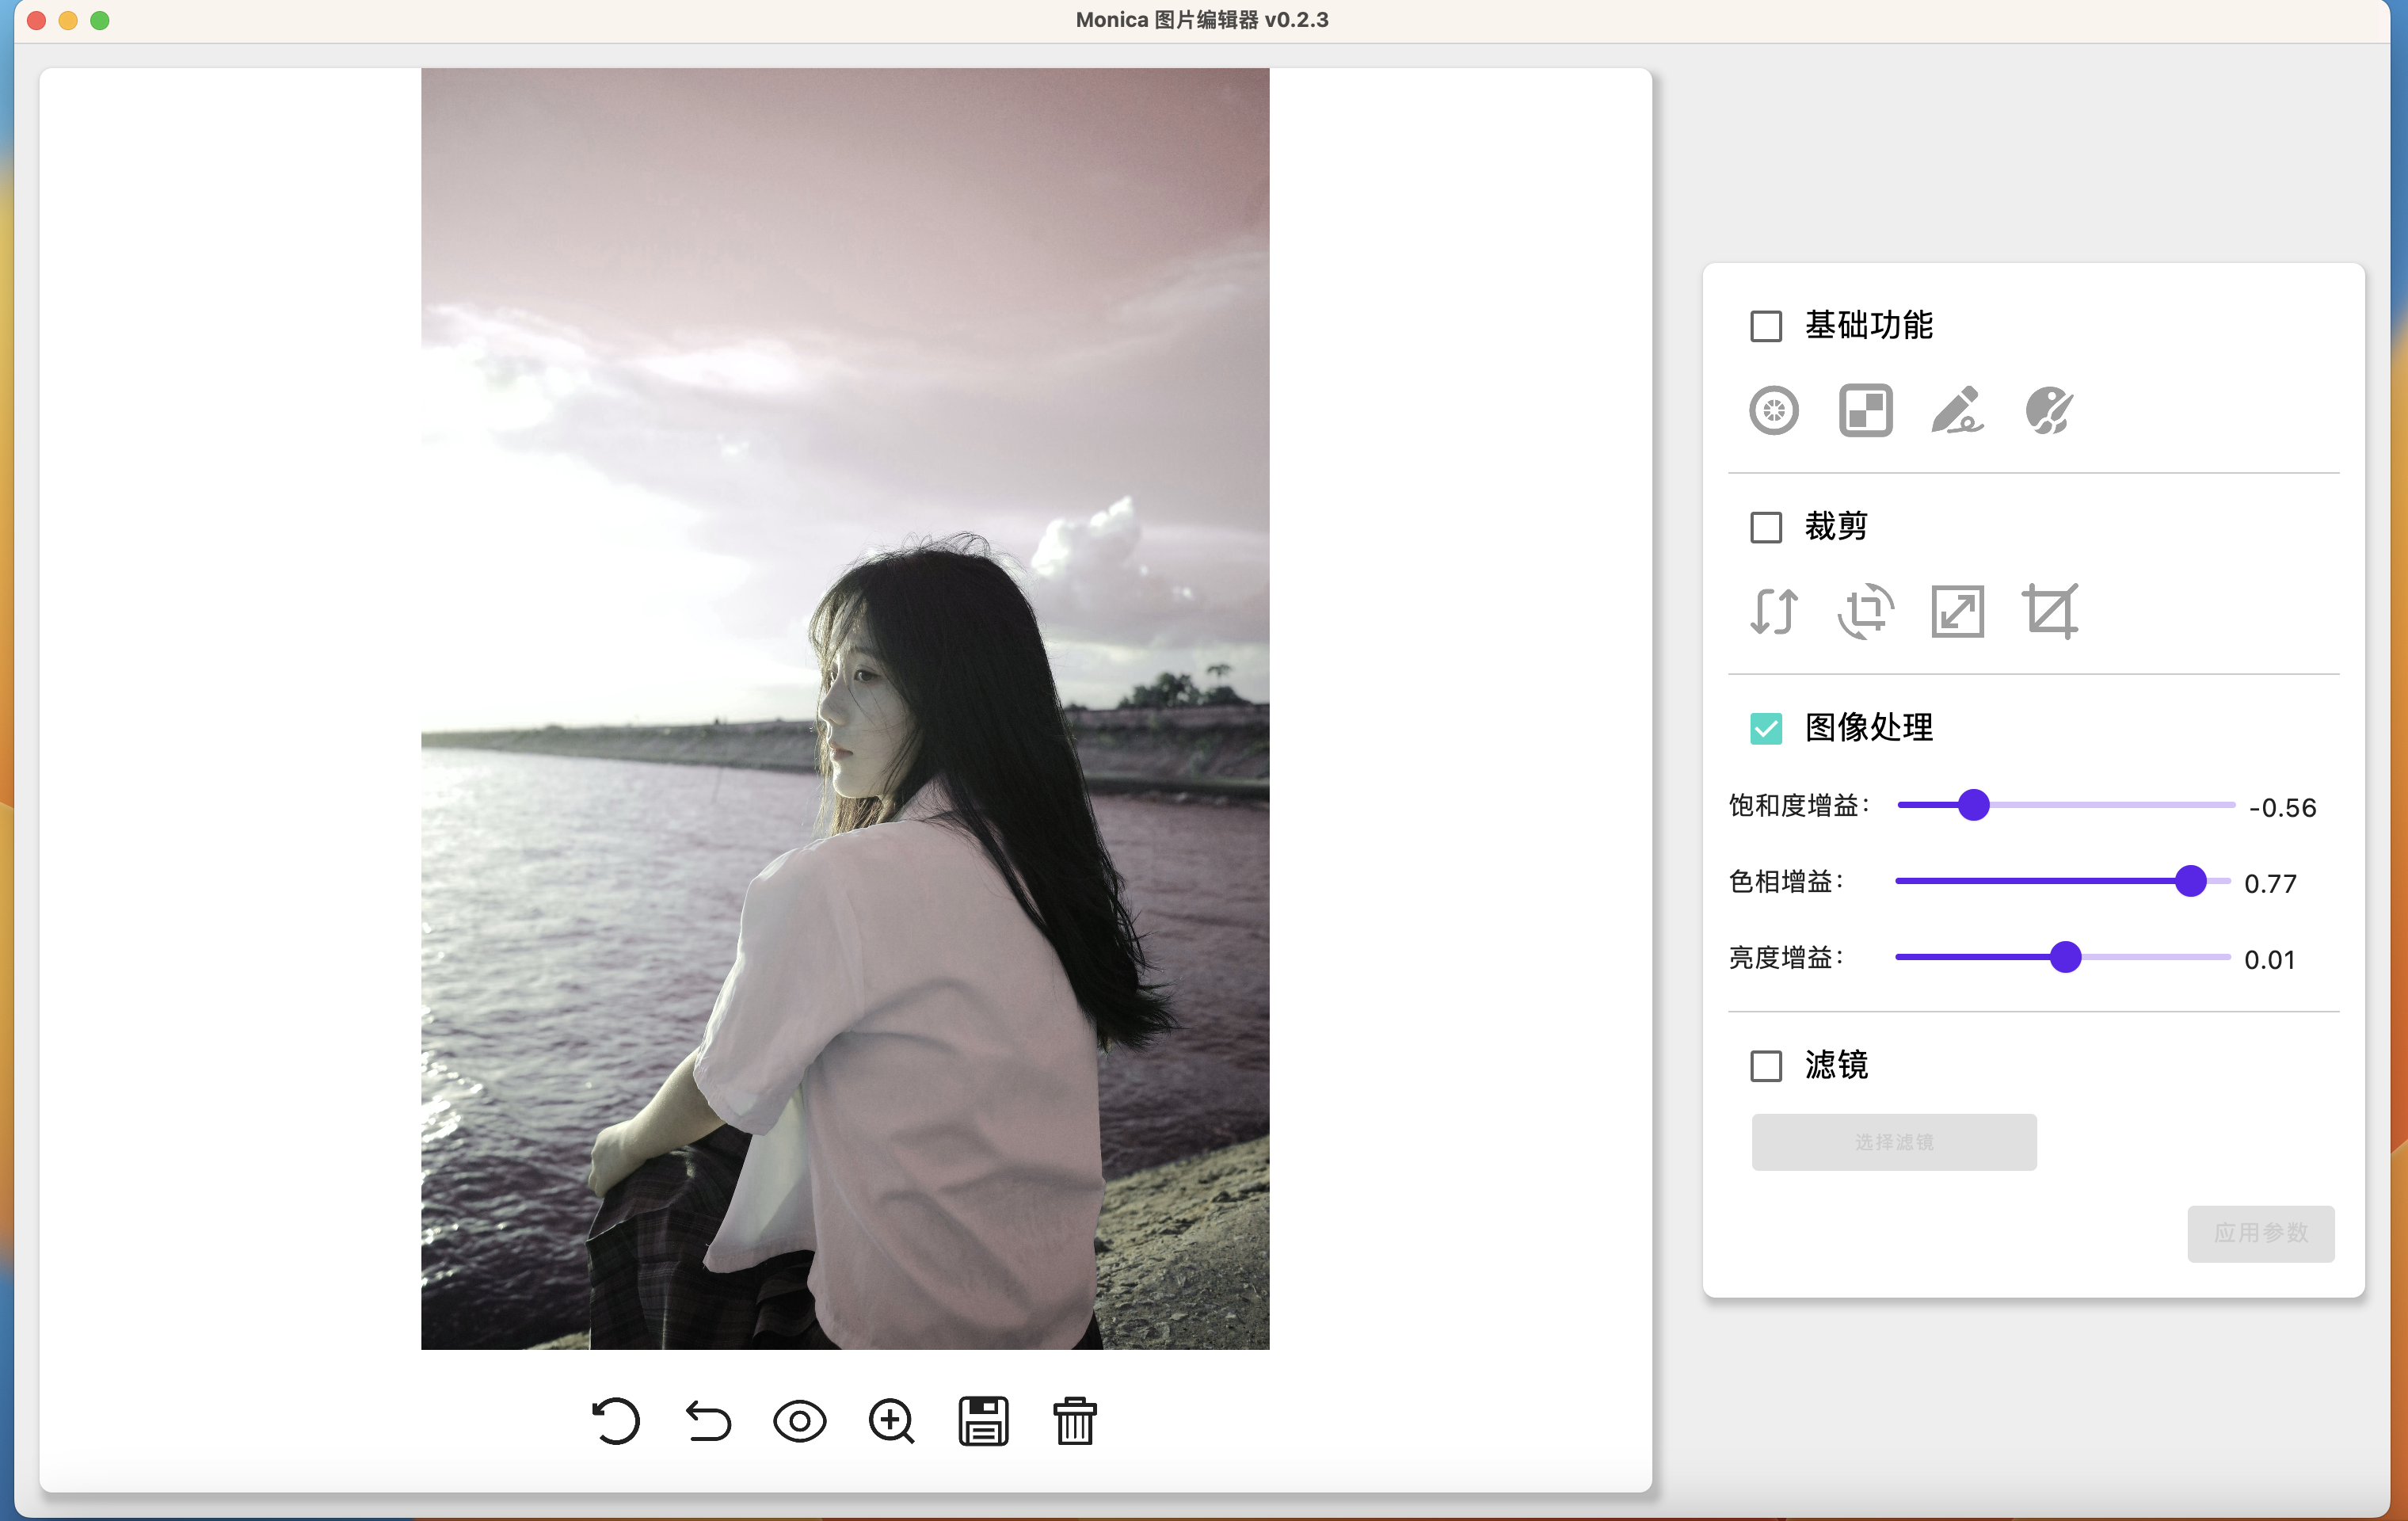 Monica 图片编辑器 v0.2.3
基础功能
裁剪
图像处理
饱和度增益： -0.56
色相增益： 0.77
亮度增益： 0.01
滤镜
选择滤镜
应用参数